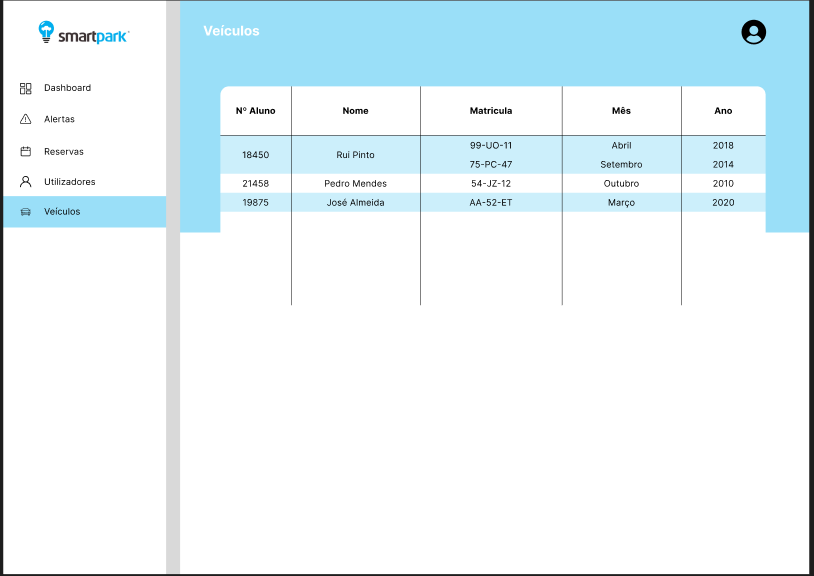 smartpark
Veículos
Dashboard
Alertas
Reservas
Utilizadores
Veículos
Nº Aluno Nome Matricula Mês Ano
18450 Rui Pinto 99-UO-11 Abril 2018
75-PC-47 Setembro 2014
21458 Pedro Mendes 54-JZ-12 Outubro 2010
19875 José Almeida AA-52-ET Março 2020